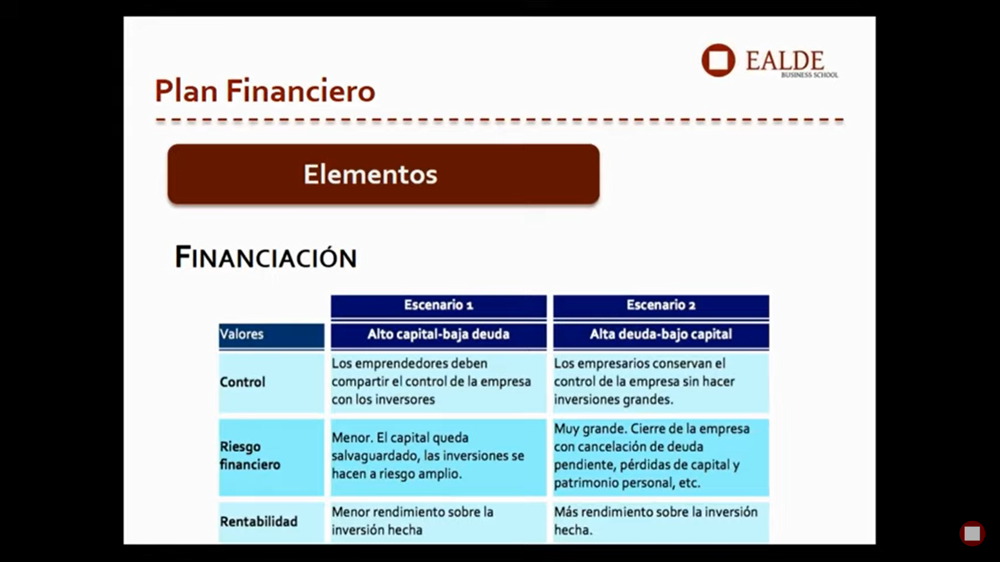 EALDE
BUSINESS SCHOOL
Plan Financiero
Elementos
FINANCIACIÓN
Escenario 1
Escenario 2
Valores
Alto capital-baja deuda
Alta deuda-bajo capital
Control
Los emprendedores deben
compartir el control de la empresa
con los inversores
Los empresarios conservan el
control de la empresa sin hacer
inversiones grandes.
Riesgo
financiero
Menor. El capital queda
salvaguardado, las inversiones se
hacen a riesgo amplio.
Muy grande. Cierre de la empresa
con cancelación de deuda
pendiente, pérdidas de capital y
patrimonio personal, etc.
Rentabilidad
Menor rendimiento sobre la
inversión hecha
Más rendimiento sobre la inversión
hecha.